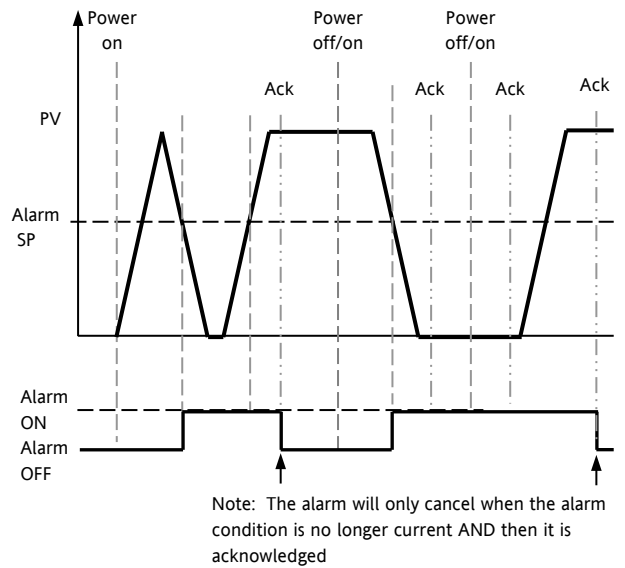 Power
on
Power
off/on
Power
off/on
Ack
Ack
Ack
Ack
PV
Alarm
SP
Alarm
ON
Alarm
OFF
Note: The alarm will only cancel when the alarm
condition is no longer current AND then it is
acknowledged